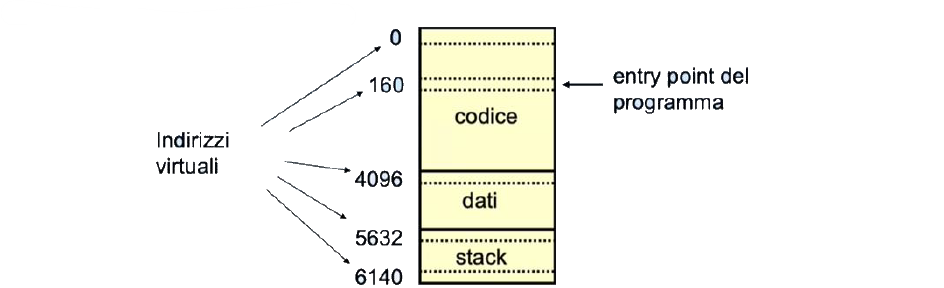 0
160
entry point del
programma
codice
Indirizzi
virtuali
4096
dati
5632
stack
6140